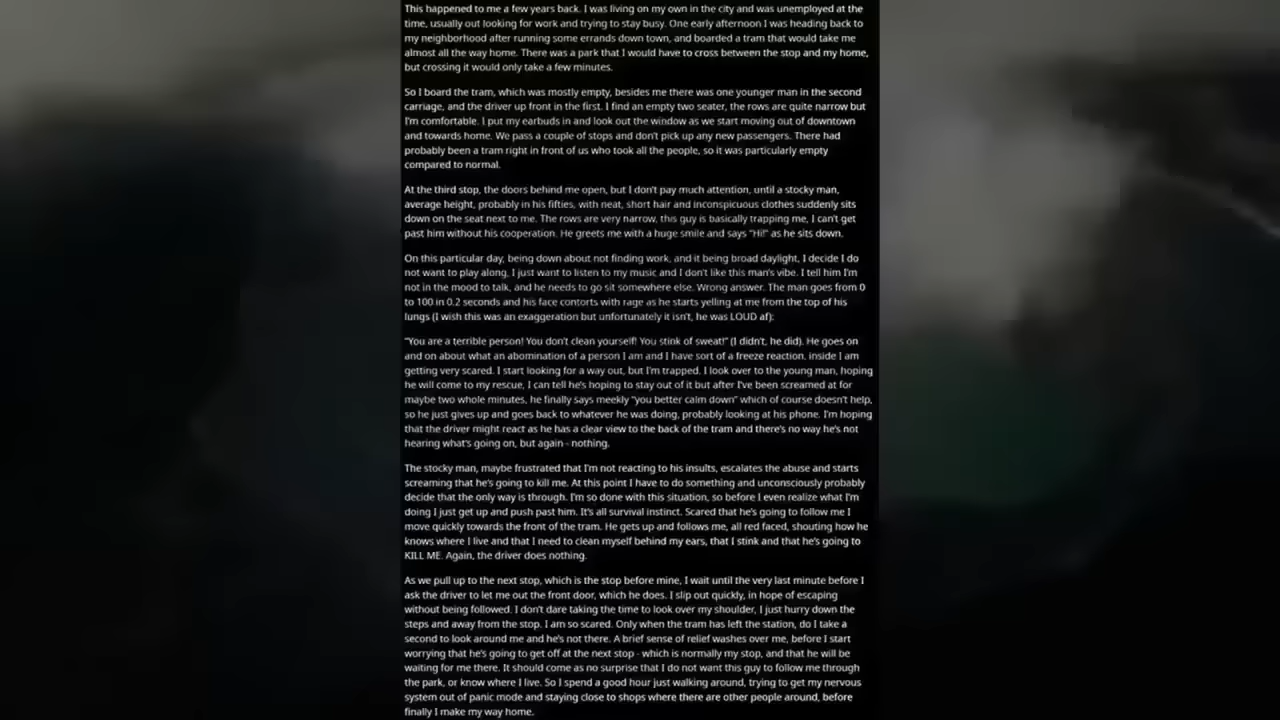 This happened to me a few years back. I was living on my own in the city and was unemployed at the
time, usually out looking for work and trying to stay busy. One early afternoon I was heading back to
my neighborhood after running some errands down town, and boarded a tram that would take me
almost all the way home. There was a park that I would have to cross between the stop and my home,
but crossing it would only take a few minutes.
So I board the tram, which was mostly empty, besides me there was one younger man in the second
carriage, and the driver up front in the first. I find an empty two seater, the rows are quite narrow but
I'm comfortable. I put my earbuds in and look out the window as we start moving out of downtown
and towards home. We pass a couple of stops and don't pick up any new passengers. There had
probably been a tram right in front of us who took all the people, so it was particularly empty
compared to normal.
At the third stop, the doors behind me open, but I don't pay much attention, until a stocky man,
average height, probably in his fifties, with neat, short hair and inconspicuous clothes suddenly sits
down on the seat next to me. The rows are very narrow, this guy is basically trapping me, I can't get
past him without his cooperation. He greets me with a huge smile and says "Hi!" as he sits down.
On this particular day, being down about not finding work, and it being broad daylight, I decide I do
not want to play along, I just want to listen to my music and I don't like this man's vibe. I tell him I'm
not in the mood to talk, and he needs to go sit somewhere else. Wrong answer. The man goes from 0
to 100 in 0.2 seconds and his face contorts with rage as he starts yelling at me from the top of his
lungs (I wish this was an exaggeration but unfortunately it isn't, he was LOUD af):
"You are a terrible person! You don't clean yourself! You stink of sweat!" (I didn't, he did). He goes on
and on about what an abomination of a person I am and I have sort of a freeze reaction, inside I am
getting very scared. I start looking for a way out, but I'm trapped. I look over to the young man, hoping
he will come to my rescue, I can tell he's hoping to stay out of it but after I've been screamed at for
maybe two whole minutes, he finally says meekly "you better calm down" which of course doesn't help,
so he just gives up and goes back to whatever he was doing, probably looking at his phone. I'm hoping
that the driver might react as he has a clear view to the back of the tram and there's no way he's not
hearing what's going on, but again - nothing.
The stocky man, maybe frustrated that I'm not reacting to his insults, escalates the abuse and starts
screaming that he's going to kill me. At this point I have to do something and unconsciously probably
decide that the only way is through. I'm so done with this situation, so before I even realize what I'm
doing I just get up and push past him. It's all survival instinct. Scared that he's going to follow me I
move quickly towards the front of the tram. He gets up and follows me, all red faced, shouting how he
knows where I live and that I need to clean myself behind my ears, that I stink and that he's going to
KILL ME. Again, the driver does nothing.
As we pull up to the next stop, which is the stop before mine, I wait until the very last minute before I
ask the driver to let me out the front door, which he does. I slip out quickly, in hope of escaping
without being followed. I don't dare taking the time to look over my shoulder, I just hurry down the
steps and away from the stop. I am so scared. Only when the tram has left the station, do I take a
second to look around me and he's not there. A brief sense of relief washes over me, before I start
worrying that he's going to get off at the next stop - which is normally my stop, and that he will be
waiting for me there. It should come as no surprise that I do not want this guy to follow me through
the park, or know where I live. So I spend a good hour just walking around, trying to get my nervous
system out of panic mode and staying close to shops where there are other people around, before
finally I make my way home.